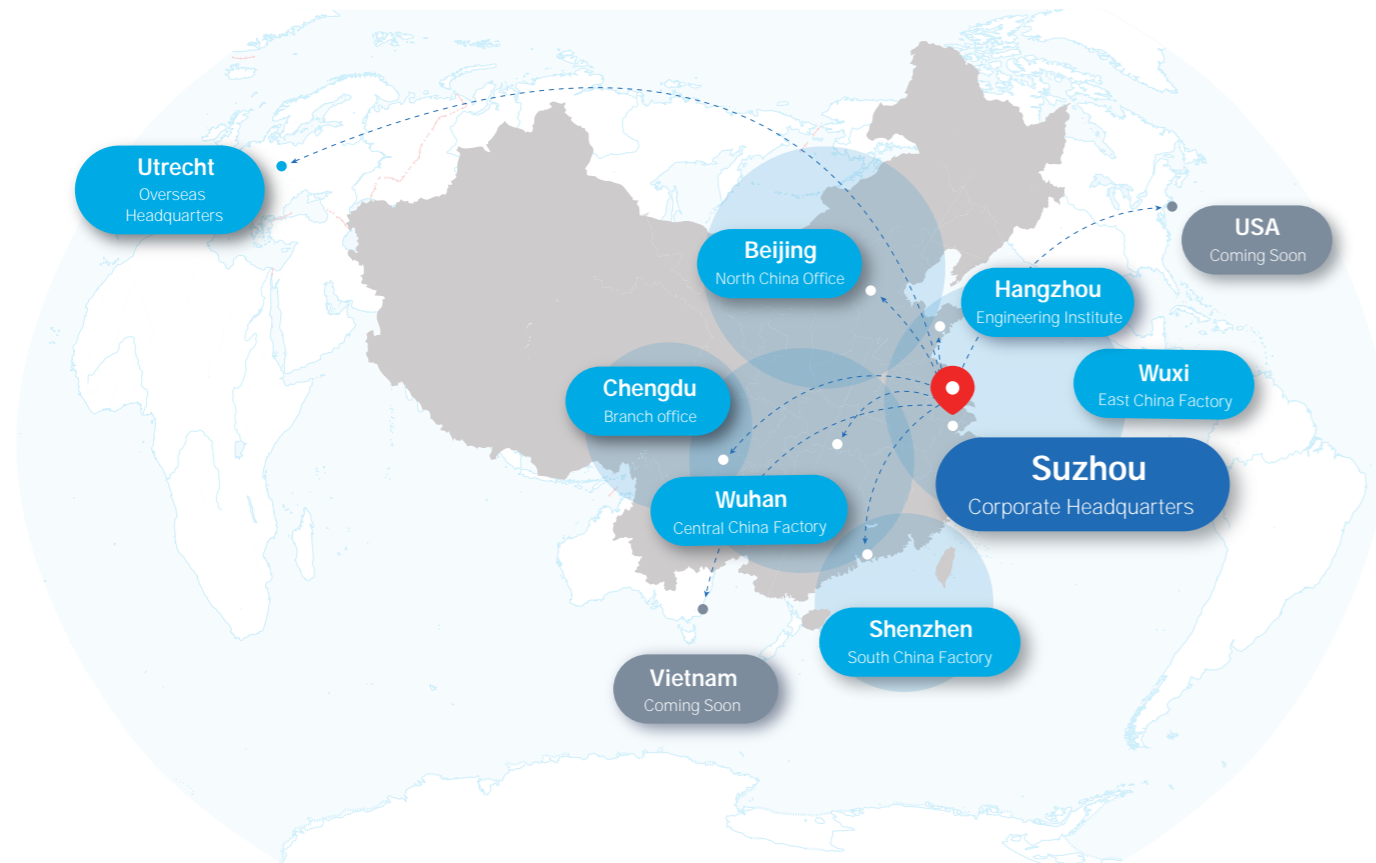 Utrecht
Overseas
Headquarters
Beijing
North China Office
USA
Coming Soon
Hangzhou
Engineering Institute
Wuxi
East China Factory
Chengdu
Branch office
Suzhou
Corporate Headquarters
Wuhan
Central China Factory
Shenzhen
South China Factory
Vietnam
Coming Soon